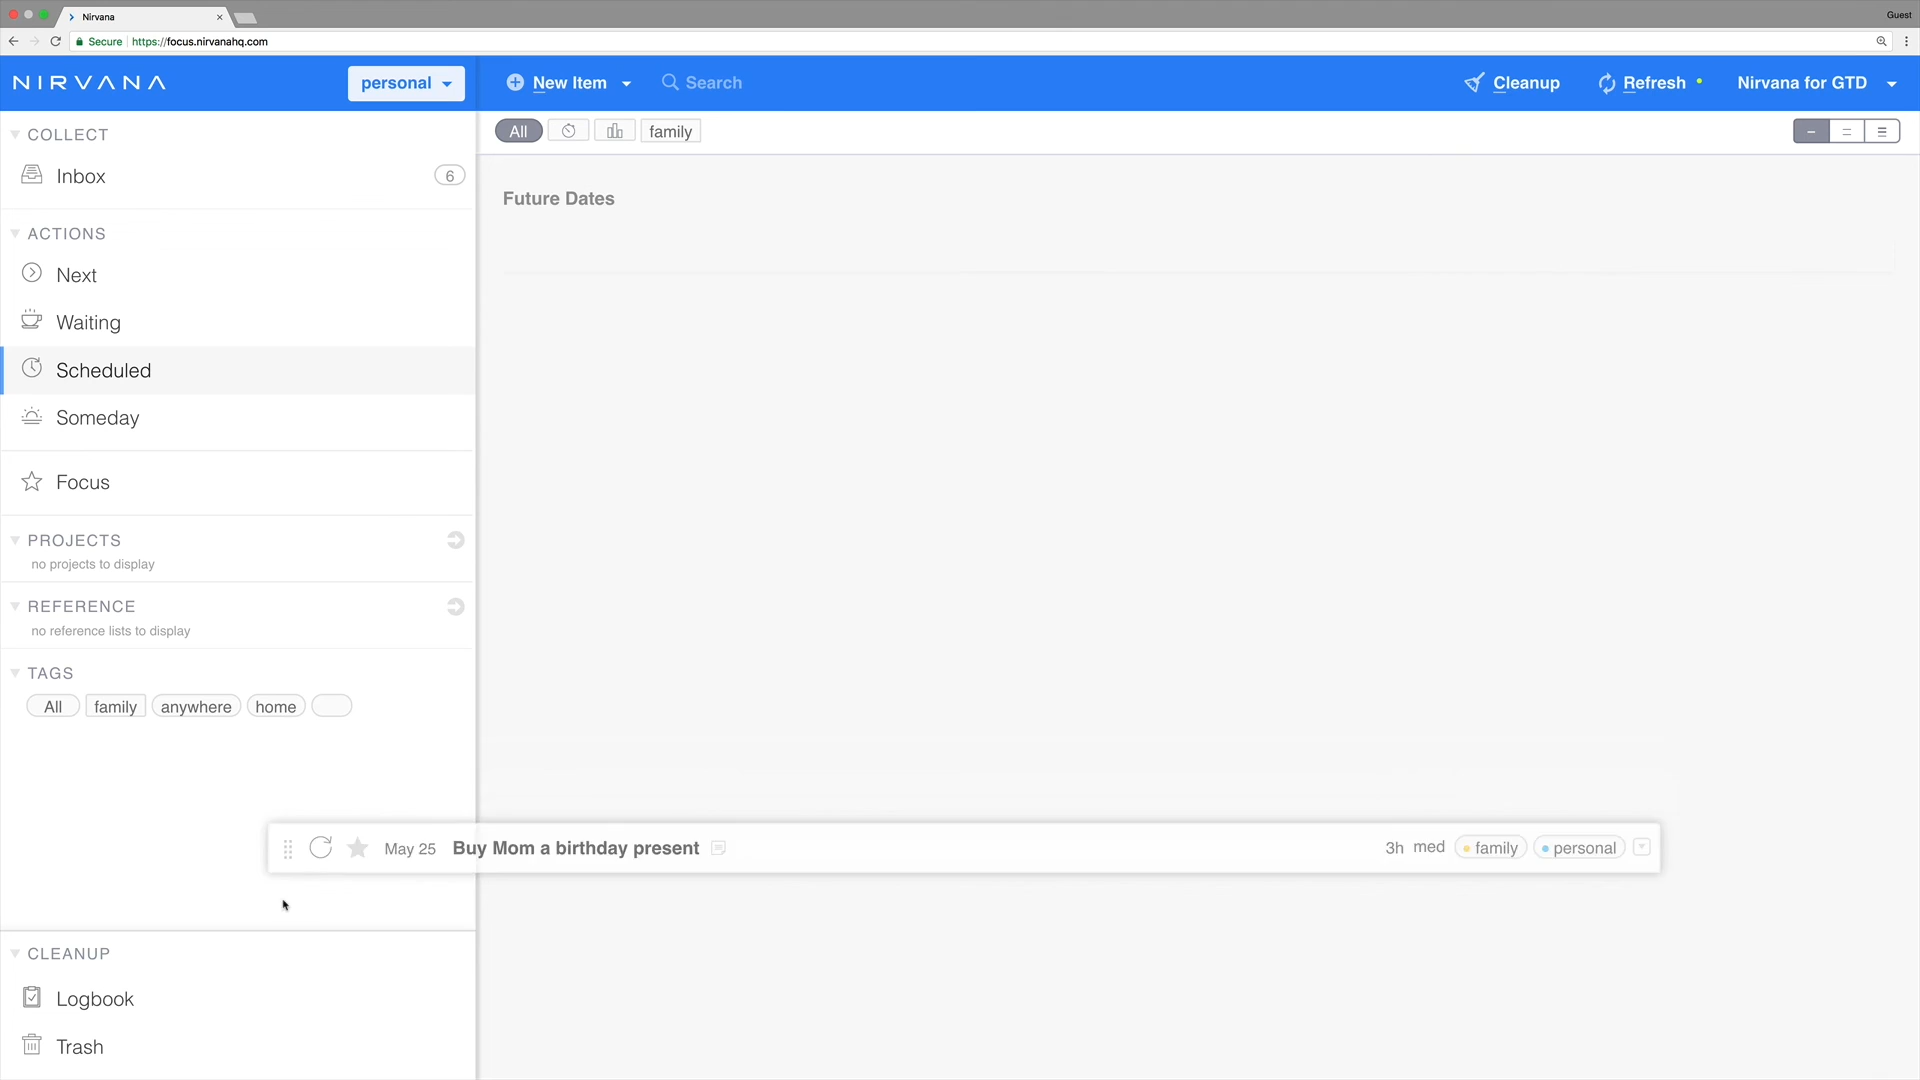 Nirvana
Guest
Secure https://focus.nirvanahq.com
NIRVANA
personal
New Item
Search
Cleanup
Refresh
Nirvana for GTD
COLLECT
Inbox
6
ACTIONS
Next
Waiting
Scheduled
Someday
Focus
PROJECTS
no projects to display
REFERENCE
no reference lists to display
TAGS
All family anywhere home
CLEANUP
Logbook
Trash
All
family
Future Dates
May 25 Buy Mom a birthday present 3h med family personal